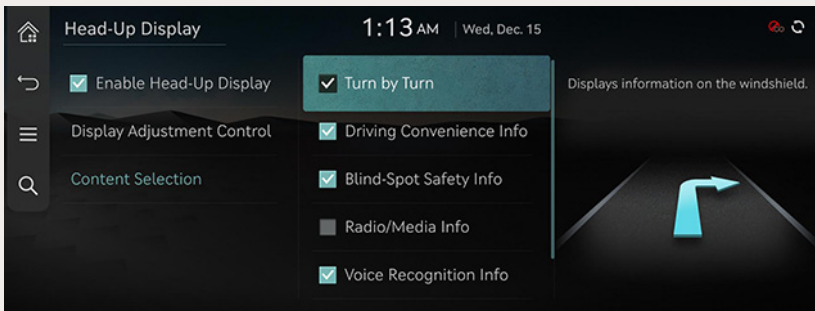 Head-Up Display
1:13 AM | Wed, Dec. 15
Enable Head-Up Display
Display Adjustment Control
Content Selection
Turn by Turn
Driving Convenience Info
Blind-Spot Safety Info
Radio/Media Info
Voice Recognition Info
Displays information on the windshield.